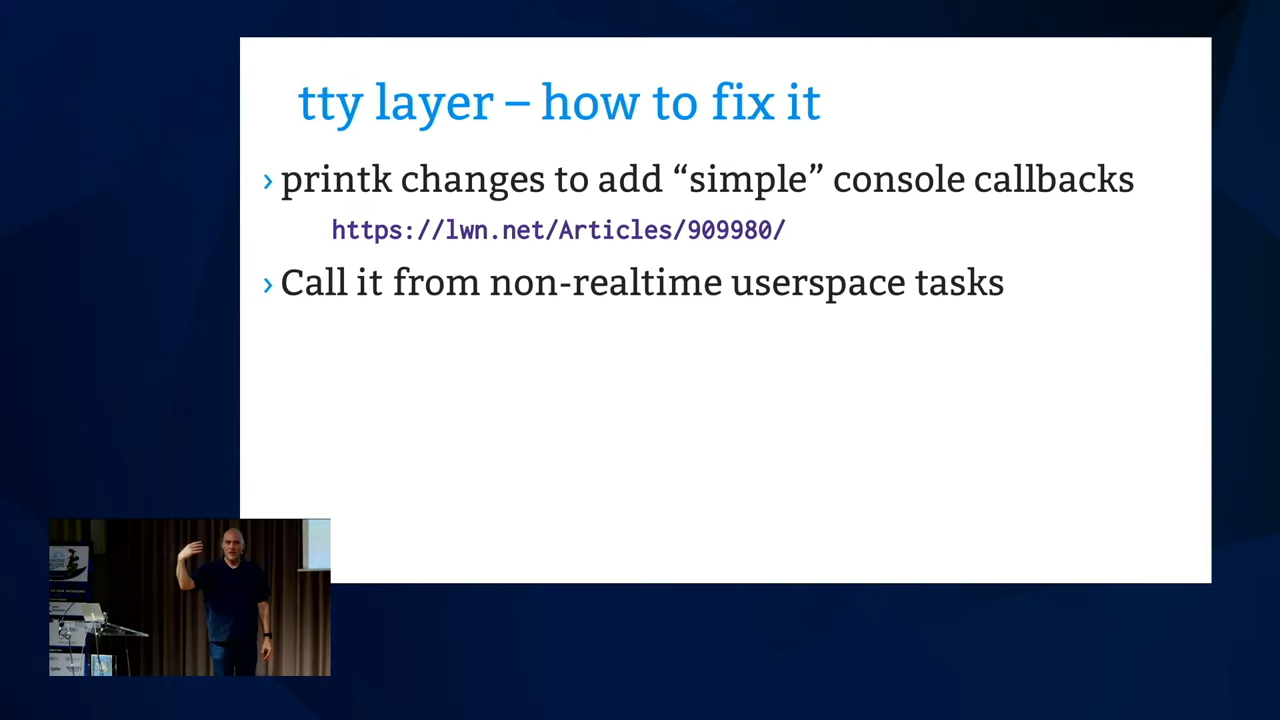 tty layer – how to fix it
› printk changes to add “simple” console callbacks
https://lwn.net/Articles/909980/
› Call it from non-realtime userspace tasks